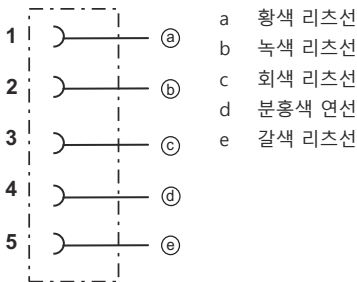 1 ⓐ
2 ⓑ
3 ⓒ
4 ⓓ
5 ⓔ
a 황색 리츠선
b 녹색 리츠선
c 회색 리츠선
d 분홍색 연선
e 갈색 리츠선